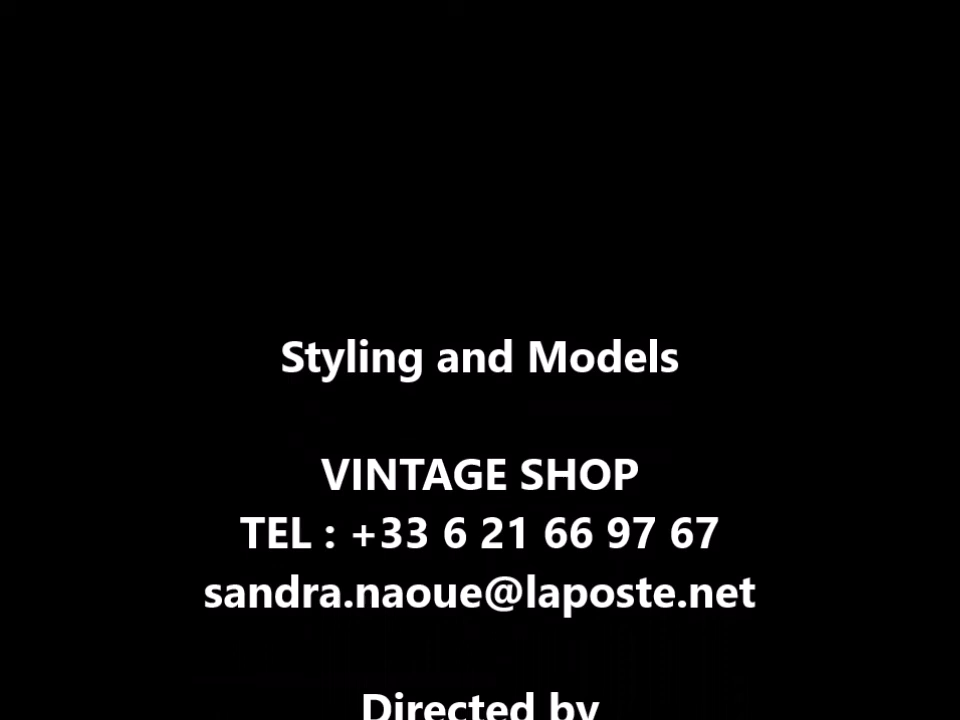 Styling and Models
VINTAGE SHOP
TEL : +33 6 21 66 97 67
sandra.naoue@laposte.net
Directed by